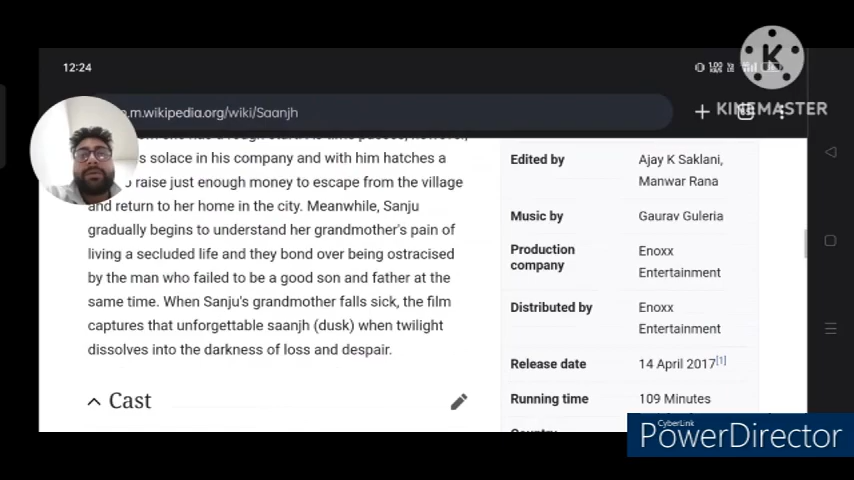 12:24
m.wikipedia.org/wiki/Saanjh
KINEMASTER
solace in his company and with him hatches a
raise just enough money to escape from the village
and return to her home in the city. Meanwhile, Sanju
gradually begins to understand her grandmother's pain of
living a secluded life and they bond over being ostracised
by the man who failed to be a good son and father at the
same time. When Sanju's grandmother falls sick, the film
captures that unforgettable saanjh (dusk) when twilight
dissolves into the darkness of loss and despair.
Cast
Edited by
Ajay K Saklani,
Manwar Rana
Music by
Gaurav Guleria
Production
company
Enoxx
Entertainment
Distributed by
Enoxx
Entertainment
Release date
14 April 2017[1]
Running time
109 Minutes
CyberLink
PowerDirector